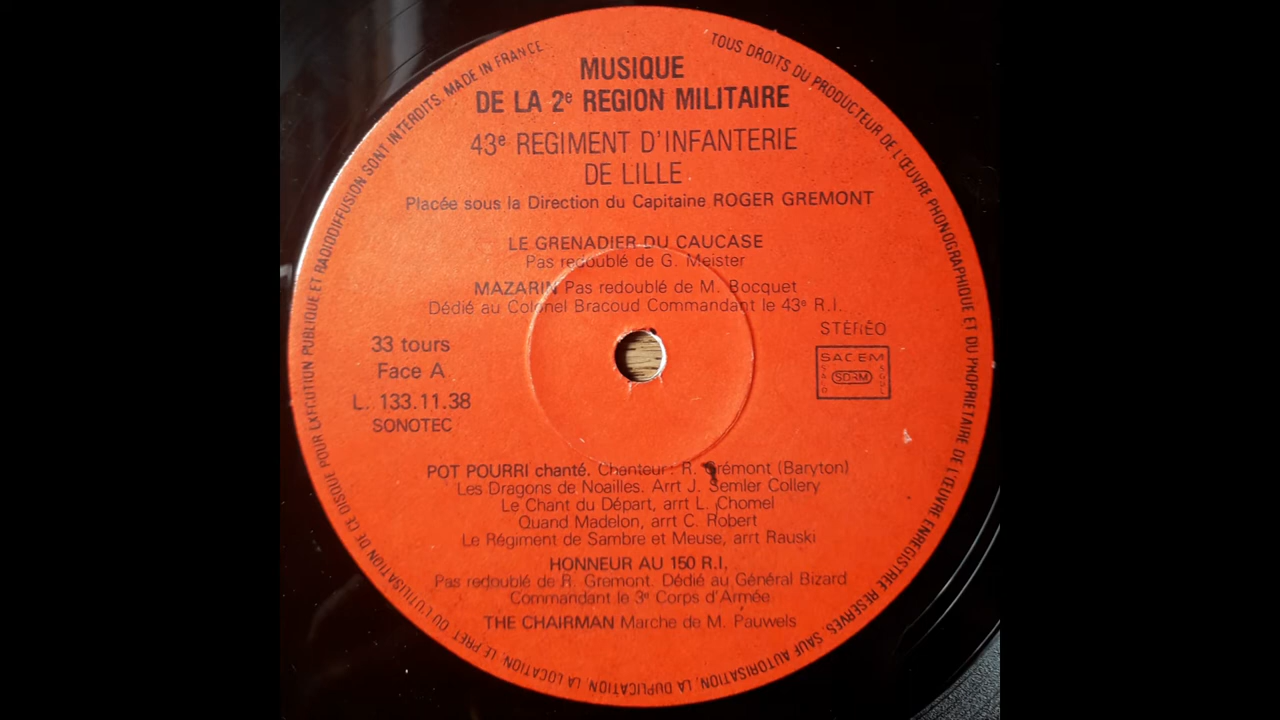 MUSIQUE
DE LA 2e REGION MILITAIRE
43e REGIMENT D'INFANTERIE
DE LILLE
Placée sous la Direction du Capitaine ROGER GREMONT
LE GRENADIER DU CAUCASE
Pas redoublé de G. Meister
MAZARIN Pas redoublé de M. Bocquet
Dédié au Colonel Bracoud Commandant le 43e R.I.
33 tours
Face A
L. 133.11.38
SONOTEC
STÉRÉO
SACEM
SACD
SDRM
SGDL
POT POURRI chanté. Chanteur: R. Grémont (Baryton)
Les Dragons de Noailles. Arrt J. Semler Collery
Le Chant du Départ, arrt L. Chomel
Quand Madelon, arrt C. Robert
Le Régiment de Sambre et Meuse, arrt Rauski
HONNEUR AU 150 R.I.
Pas redoublé de R. Gremont. Dédié au Général Bizard
Commandant le 3e Corps d'Armée
THE CHAIRMAN Marche de M. Pauwels
TOUS DROITS DU PRODUCTEUR DE L'ŒUVRE PHONOGRAPHIQUE ET DU PROPRIETAIRE DE L'ŒUVRE ENREGISTREE RESERVES. SAUF AUTORISATION, LA DUPLICATION, LA LOCATION, LE PRET OU L'UTILISATION DE CE DISQUE POUR EXECUTION PUBLIQUE ET RADIODIFFUSION SONT INTERDITS. MADE IN FRANCE